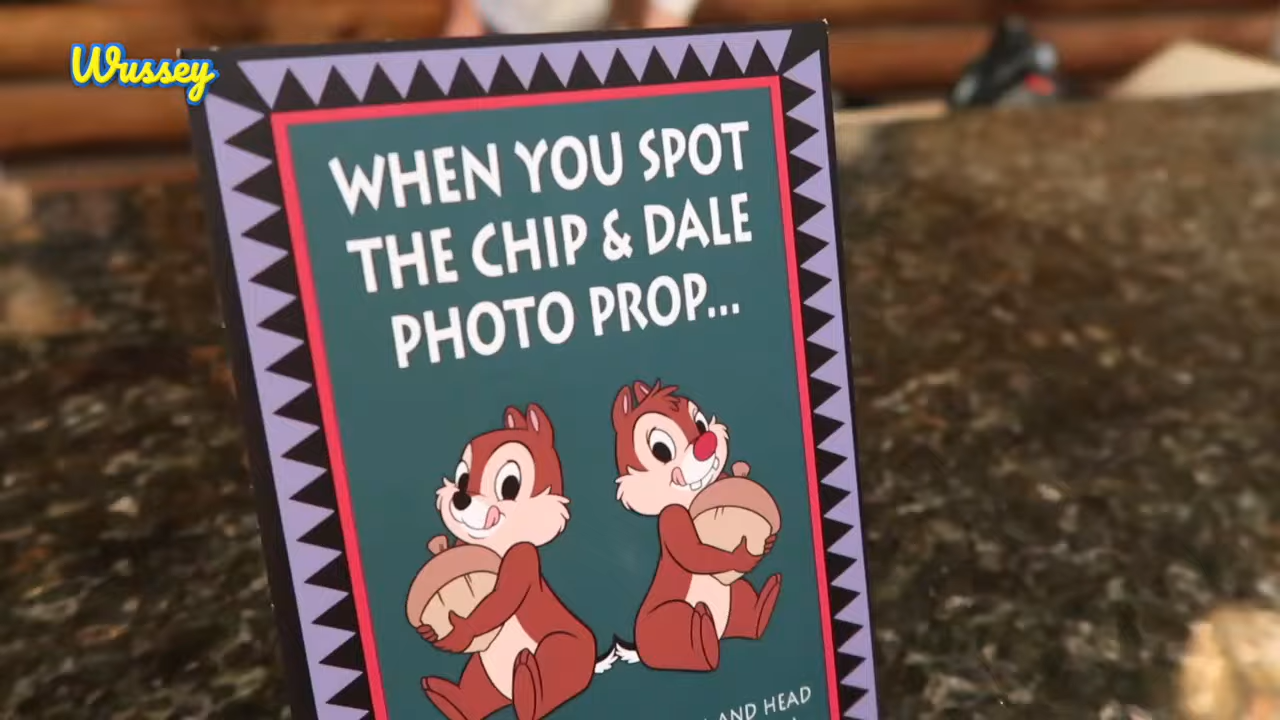 Wussey
WHEN YOU SPOT
THE CHIP & DALE
PHOTO PROP...
AND HEAD